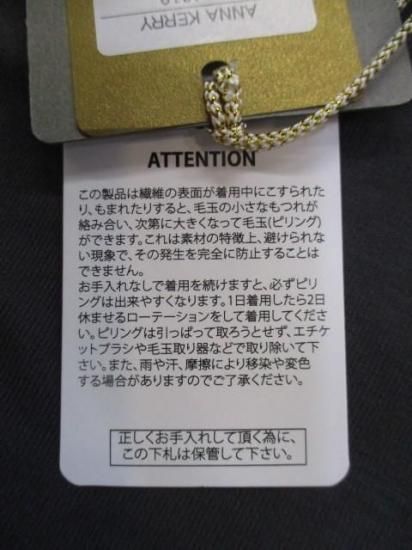 ANNA KERRY
ATTENTION
この製品は繊維の表面が着用中にこすられた
り、もまれたりすると、毛玉の小さなもつれが
絡み合い、次第に大きくなって毛玉(ピリング)
ができます。これは素材の特徴上、避けられな
い現象で、その発生を完全に防止することは
できません。
お手入れなしで着用を続けますと、必ずピリ
ングは出来やすくなります。1日着用したら2日
休ませるローテーションをして着用してくださ
い。ピリングは引っぱって取ろうとせず、エチケ
ットブラシや毛玉取り器などで取り除いて下
さい。また、雨や汗、摩擦により移染や変色
する場合がありますのでご了承ください。
正しくお手入れして頂く為に、
この下札は保管して下さい。